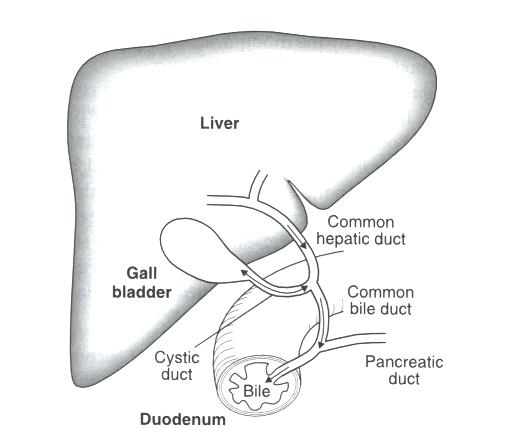 Liver
Common
hepatic duct
Gall
bladder
Common
bile duct
Cystic
duct
Pancreatic
duct
Bile
Duodenum